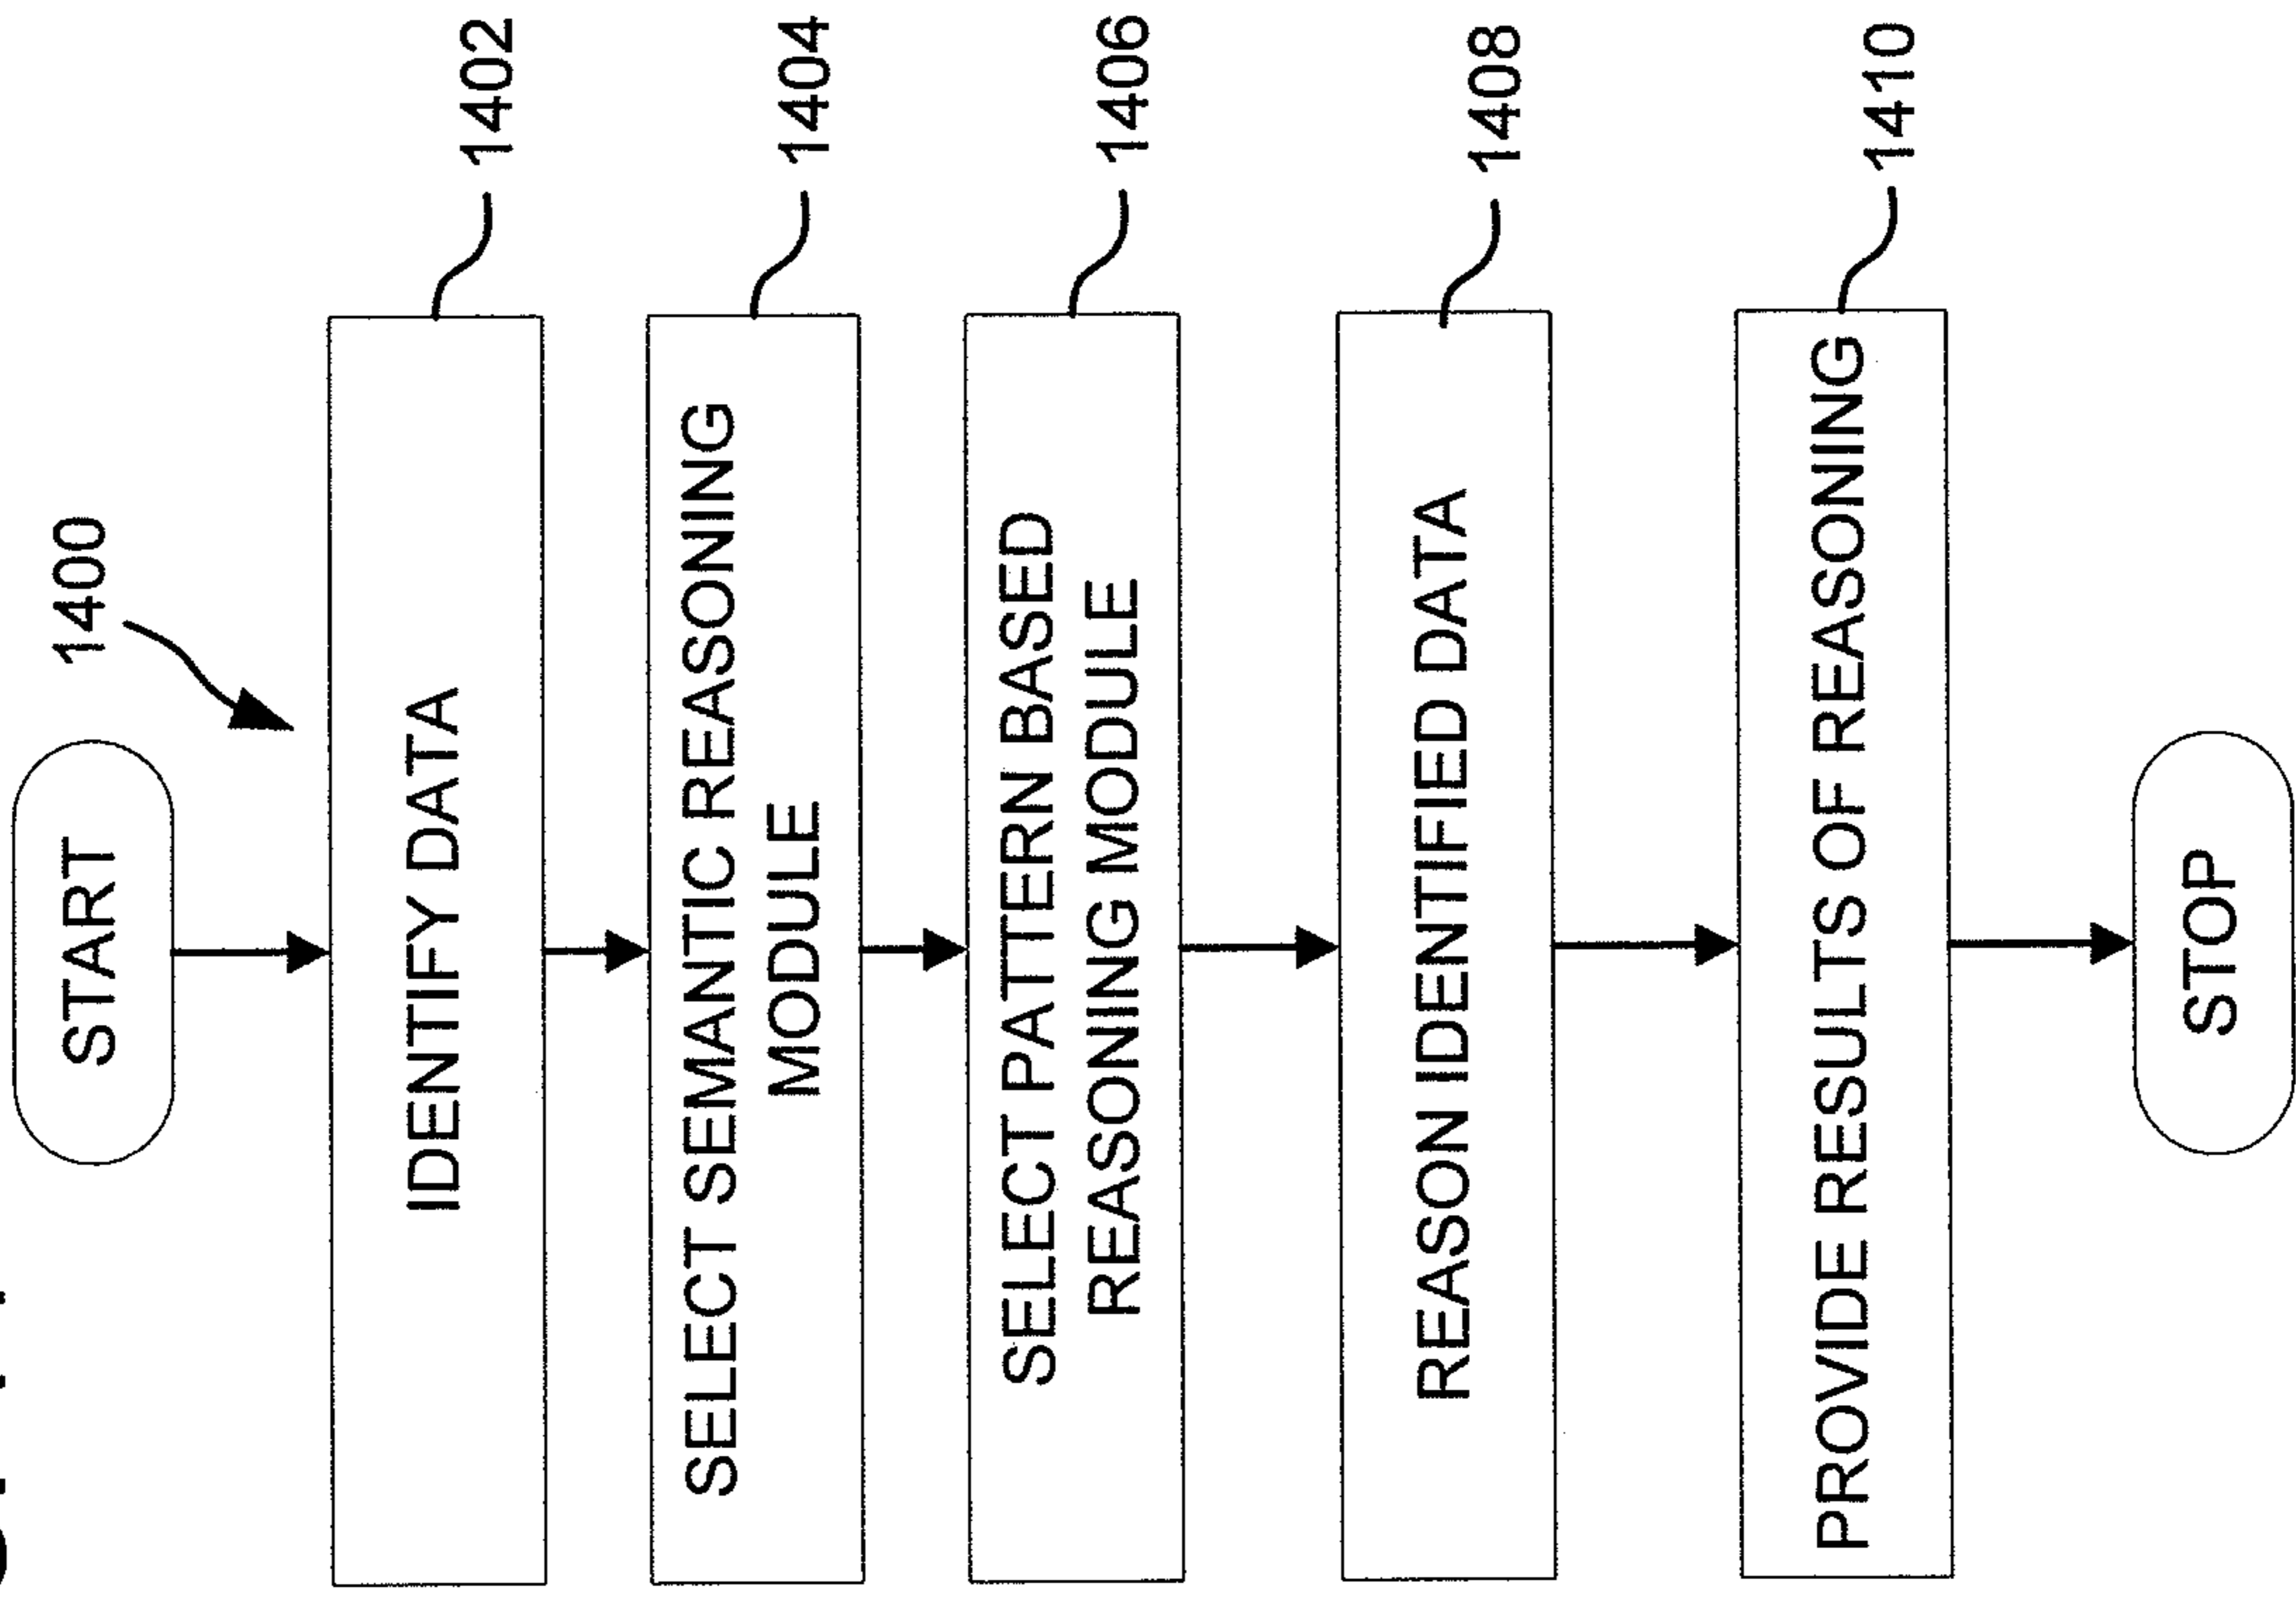 1400
START
IDENTIFY DATA
1402
SELECT SEMANTIC REASONING
MODULE
1404
SELECT PATTERN BASED
REASONING MODULE
1406
REASON IDENTIFIED DATA
1408
PROVIDE RESULTS OF REASONING
1410
STOP